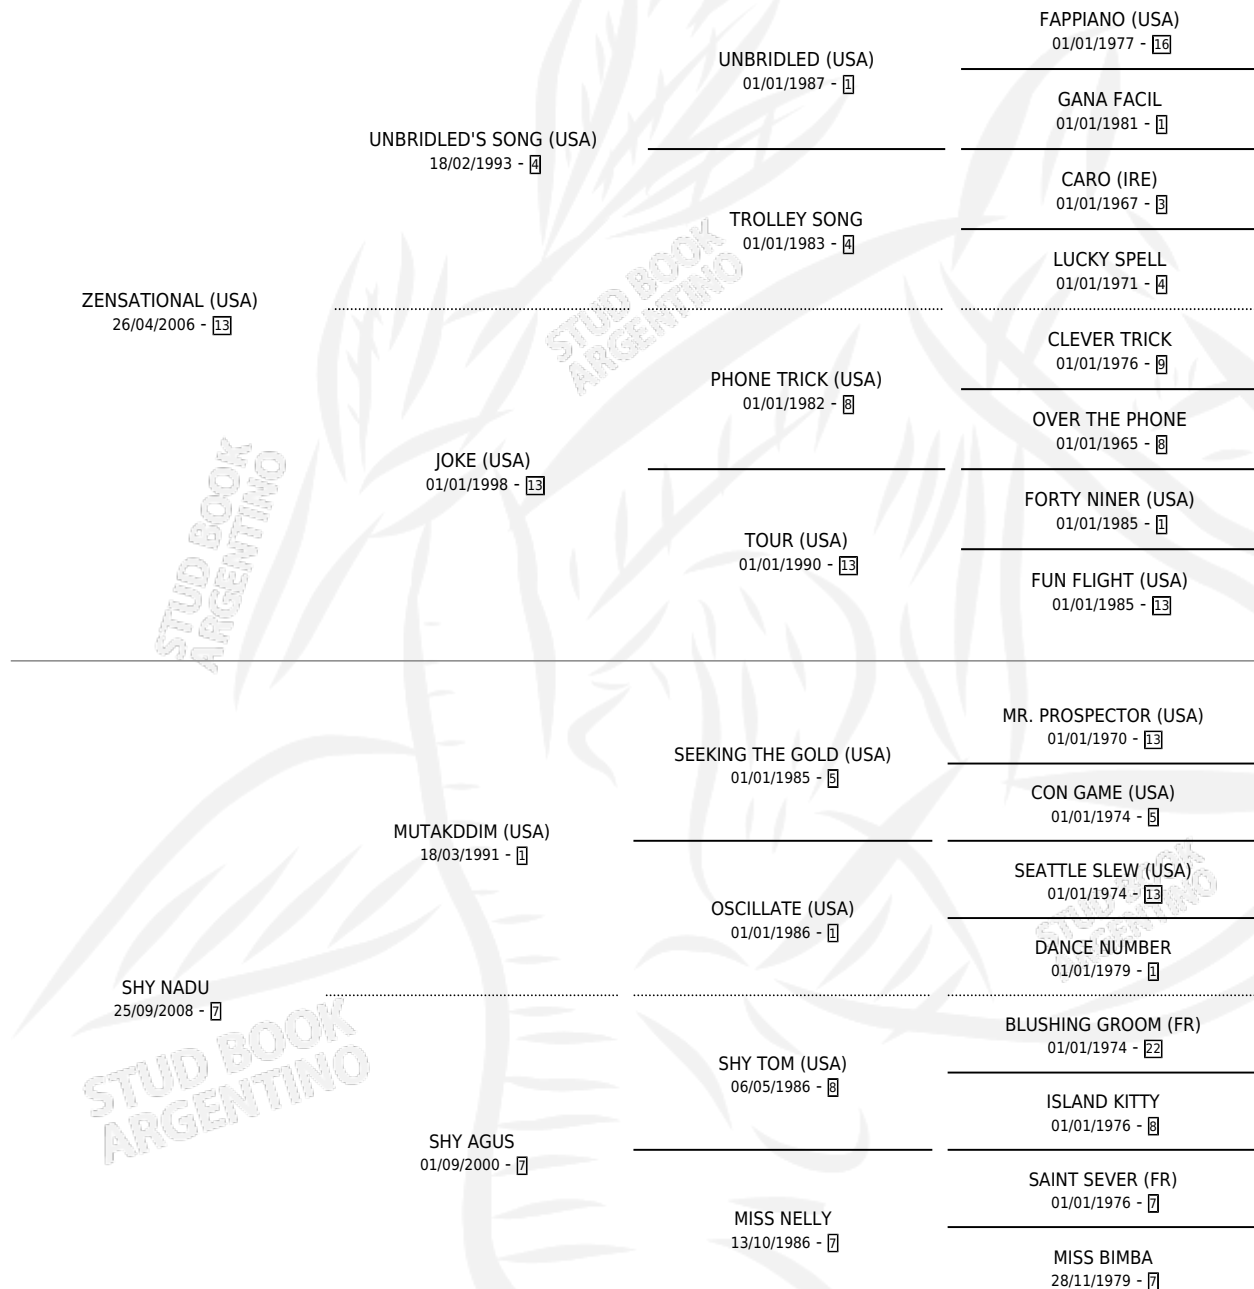 FAPPIANO (USA)
01/01/1977 - 16
UNBRIDLED (USA)
01/01/1987 - 1
GANA FACIL
01/01/1981 - 1
UNBRIDLED'S SONG (USA)
18/02/1993 - 4
CARO (IRE)
01/01/1967 - 3
TROLLEY SONG
01/01/1983 - 4
LUCKY SPELL
01/01/1971 - 4
ZENSATIONAL (USA)
26/04/2006 - 13
CLEVER TRICK
01/01/1976 - 9
PHONE TRICK (USA)
01/01/1982 - 8
OVER THE PHONE
01/01/1965 - 8
JOKE (USA)
01/01/1998 - 13
FORTY NINER (USA)
01/01/1985 - 1
TOUR (USA)
01/01/1990 - 13
FUN FLIGHT (USA)
01/01/1985 - 13
MR. PROSPECTOR (USA)
01/01/1970 - 13
SEEKING THE GOLD (USA)
01/01/1985 - 5
CON GAME (USA)
01/01/1974 - 5
MUTAKDDIM (USA)
18/03/1991 - 1
SEATTLE SLEW (USA)
01/01/1974 - 13
OSCILLATE (USA)
01/01/1986 - 1
DANCE NUMBER
01/01/1979 - 1
SHY NADU
25/09/2008 - 7
BLUSHING GROOM (FR)
01/01/1974 - 22
SHY TOM (USA)
06/05/1986 - 8
ISLAND KITTY
01/01/1976 - 8
SHY AGUS
01/09/2000 - 7
SAINT SEVER (FR)
01/01/1976 - 7
MISS NELLY
13/10/1986 - 7
MISS BIMBA
28/11/1979 - 7
STUD BOOK
ARGENTINO
STUD BOOK
ARGENTINO
STUD BOOK
ARGENTINO
STUD BOOK
ARGENTINO